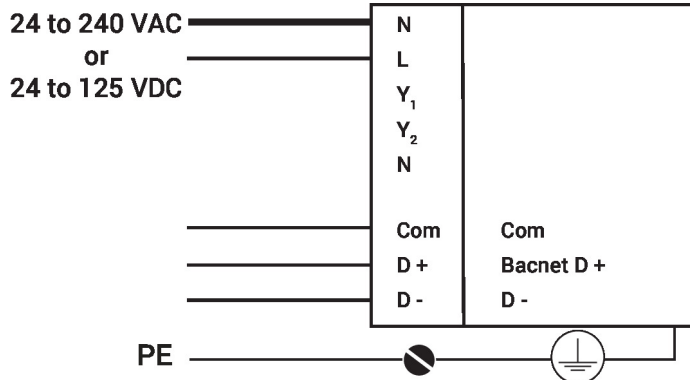 24 to 240 VAC
or
24 to 125 VDC
N
L
Y₁
Y₂
N
Com Com
D + Bacnet D +
D - D -
PE